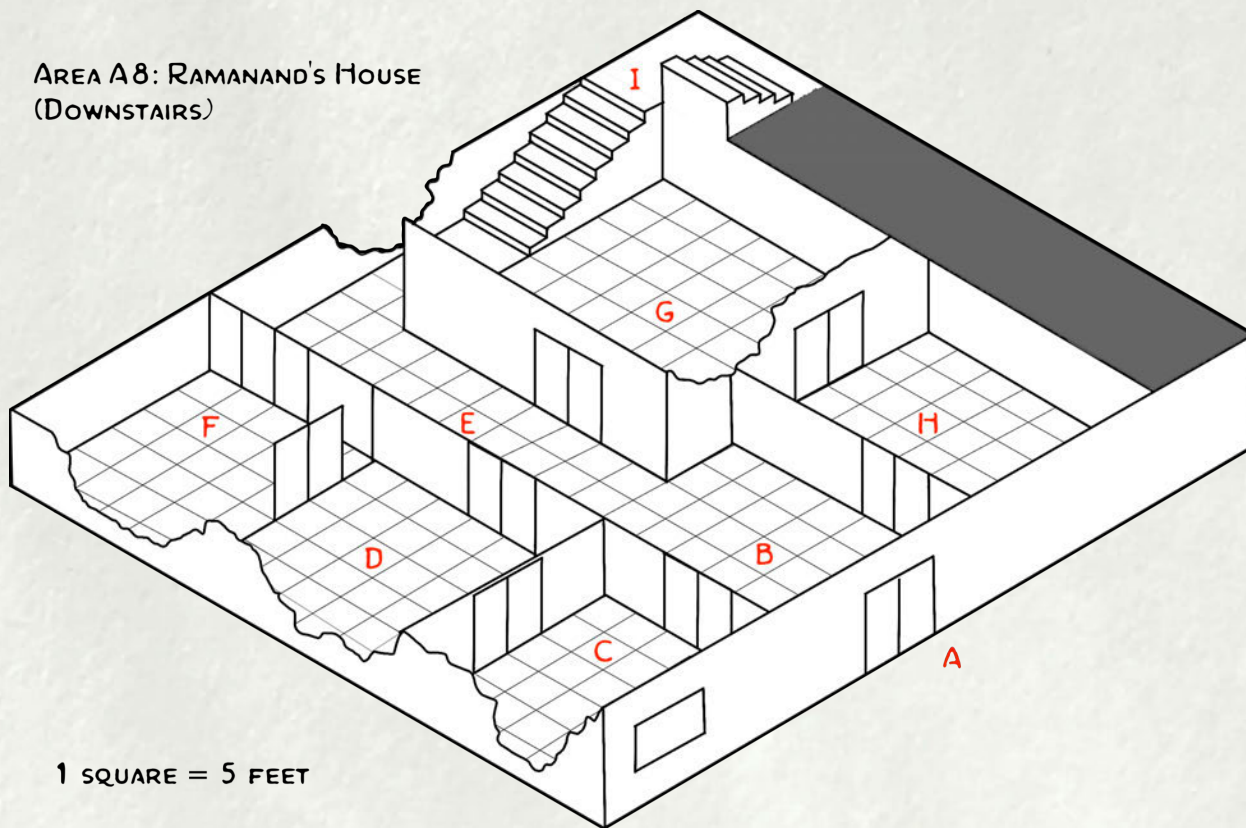 Area A8: Ramanand's House
(Downstairs)
I
G
F
E
H
D
B
C
A
1 square = 5 feet